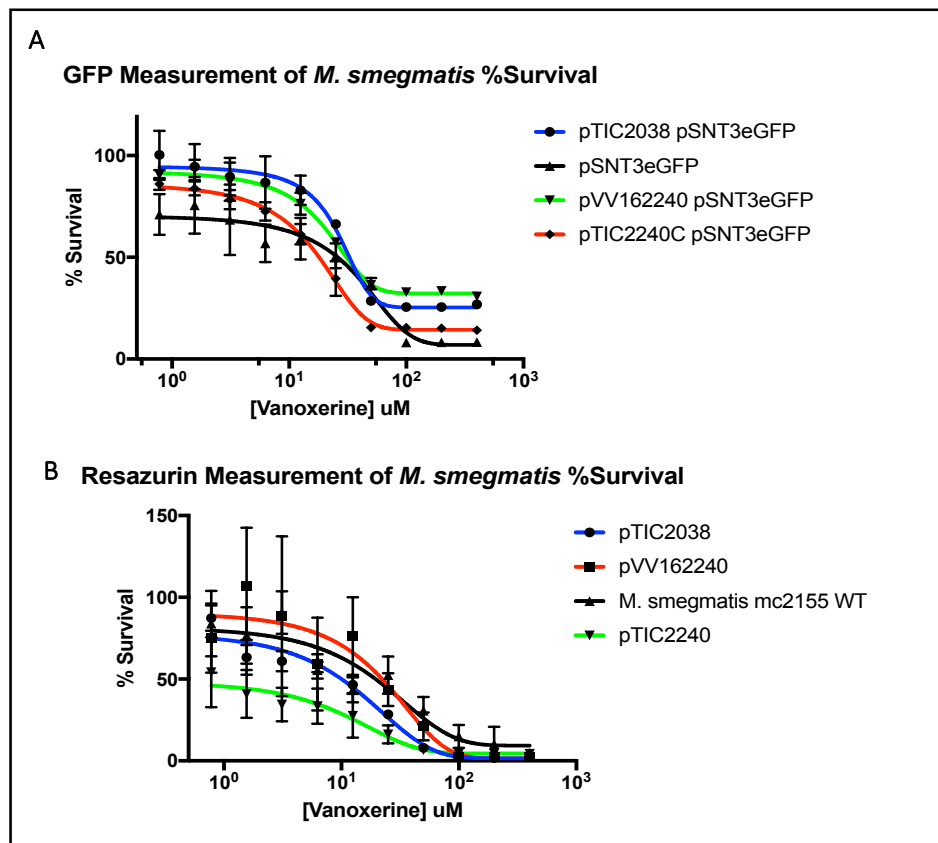 A
GFP Measurement of M. smegmatis %Survival
100
50
0
% Survival
10⁰
10¹
10²
10³
[Vanoxerine] uM
pTIC2038 pSNT3eGFP
pSNT3eGFP
pVV162240 pSNT3eGFP
pTIC2240C pSNT3eGFP
B
Resazurin Measurement of M. smegmatis %Survival
150
100
50
0
% Survival
10⁰
10¹
10²
10³
[Vanoxerine] uM
pTIC2038
pVV162240
M. smegmatis mc2155 WT
pTIC2240